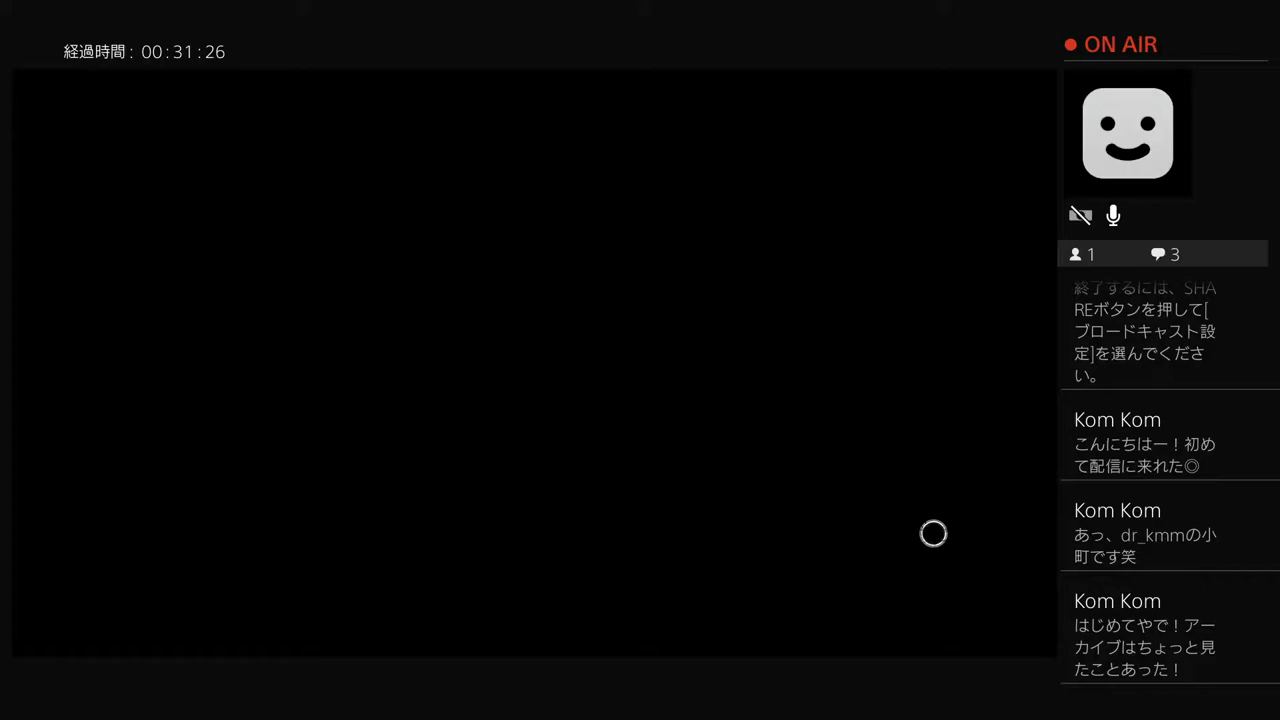 経過時間 : 00:31:26
ON AIR
1 3
終了するには、SHA
REボタンを押して[
ブロードキャスト設
定]を選んでくださ
い。
Kom Kom
こんにちはー！初め
て配信に来れた◎
Kom Kom
あっ、dr_kmmの小
町です笑
Kom Kom
はじめてやで！アー
カイブはちょっと見
たことあった！